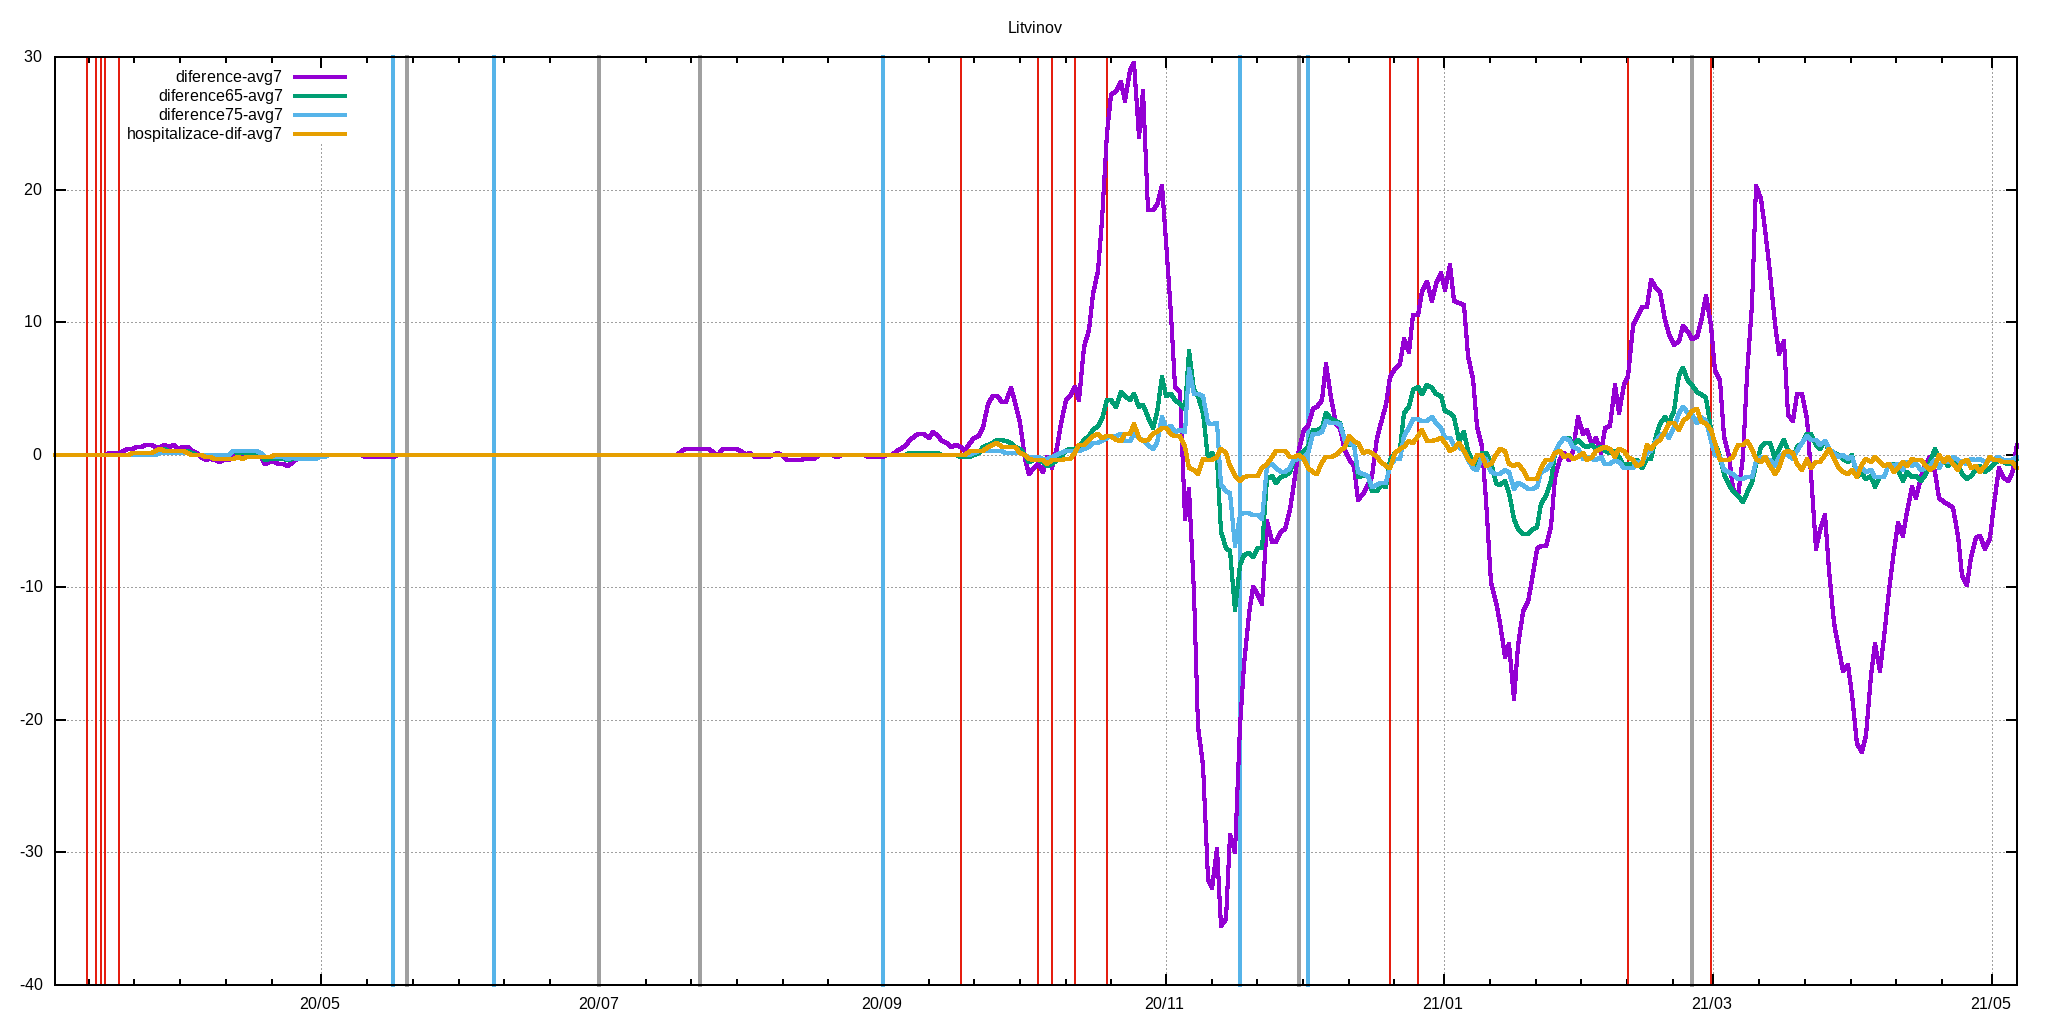 Litvinov
30
20
10
0
-10
-20
-30
-40
diference-avg7
diference65-avg7
diference75-avg7
hospitalizace-dif-avg7
20/05 20/07 20/09 20/11 21/01 21/03 21/05